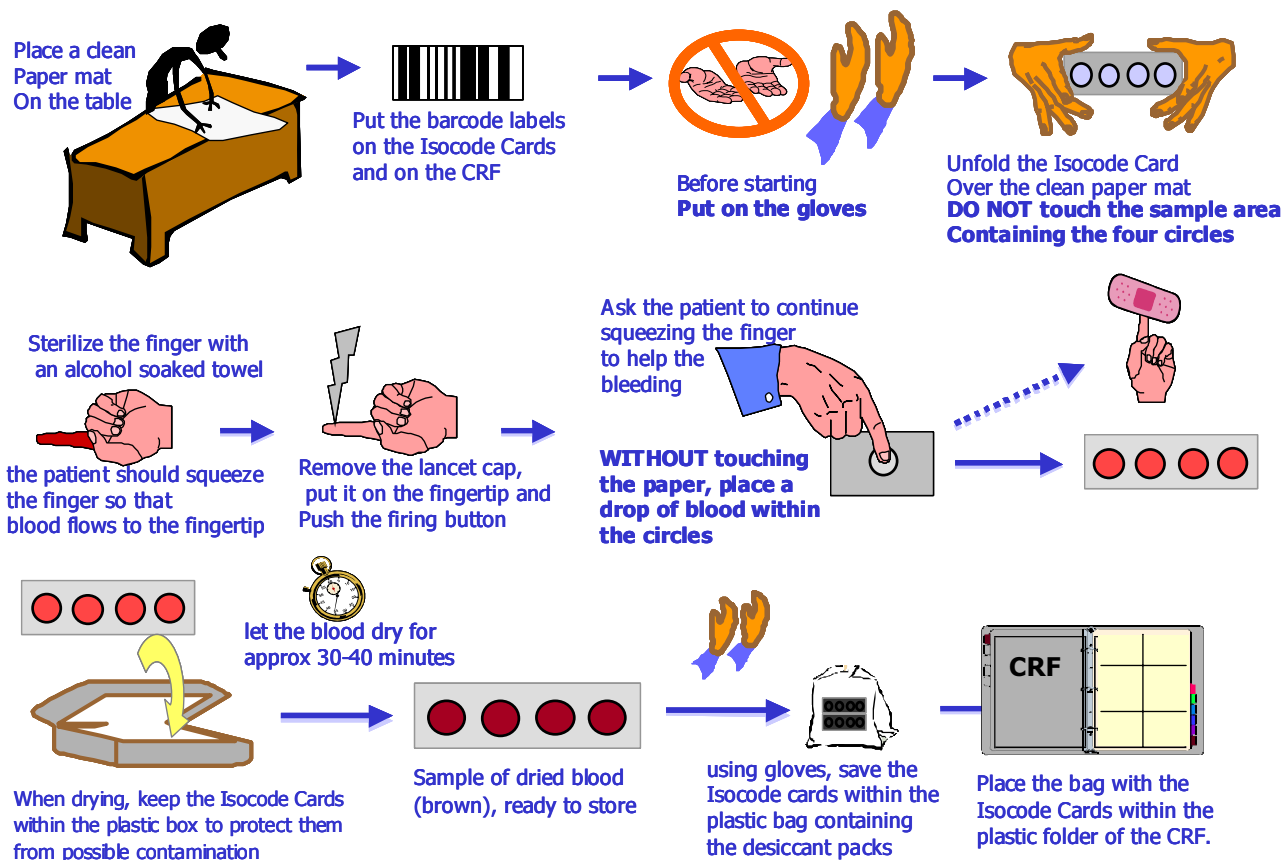 Place a clean
Paper mat
On the table
Put the barcode labels
on the Isocode Cards
and on the CRF
Before starting
Put on the gloves
Unfold the Isocode Card
Over the clean paper mat
DO NOT touch the sample area
Containing the four circles
Sterilize the finger with
an alcohol soaked towel
the patient should squeeze
the finger so that
blood flows to the fingertip
Remove the lancet cap,
put it on the fingertip and
Push the firing button
Ask the patient to continue
squeezing the finger
to help the
bleeding
WITHOUT touching
the paper, place a
drop of blood within
the circles
When drying, keep the Isocode Cards
within the plastic box to protect them
from possible contamination
let the blood dry for
approx 30-40 minutes
Sample of dried blood
(brown), ready to store
using gloves, save the
Isocode cards within the
plastic bag containing
the desiccant packs
CRF
Place the bag with the
Isocode Cards within the
plastic folder of the CRF.